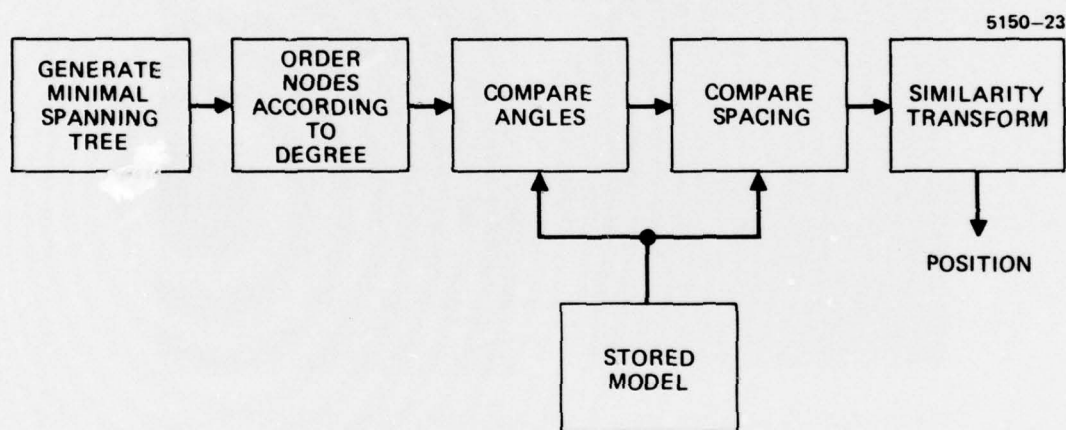 5150-23
GENERATE
MINIMAL
SPANNING
TREE
ORDER
NODES
ACCORDING
TO
DEGREE
COMPARE
ANGLES
COMPARE
SPACING
SIMILARITY
TRANSFORM
POSITION
STORED
MODEL